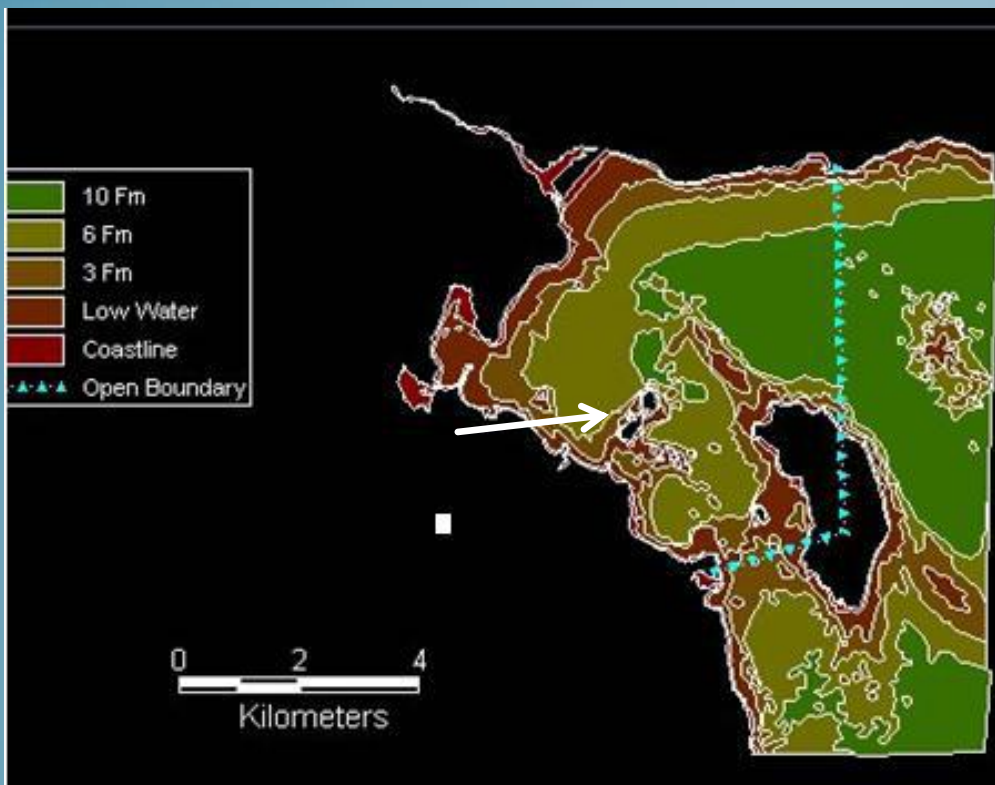 10 Fm
6 Fm
3 Fm
Low Water
Coastline
Open Boundary
0 2 4
Kilometers